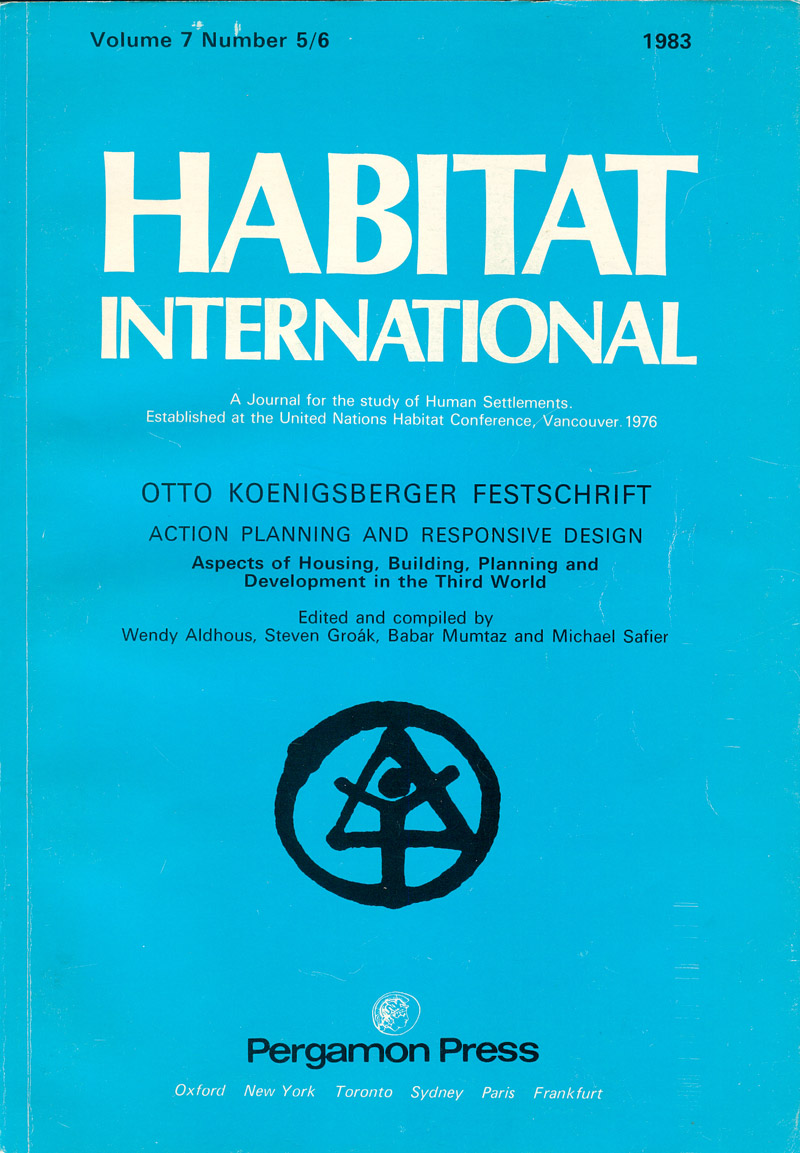 Volume 7 Number 5/6 1983
HABITAT
INTERNATIONAL
A Journal for the study of Human Settlements.
Established at the United Nations Habitat Conference, Vancouver. 1976
OTTO KOENIGSBERGER FESTSCHRIFT
ACTION PLANNING AND RESPONSIVE DESIGN
Aspects of Housing, Building, Planning and
Development in the Third World
Edited and compiled by
Wendy Aldhous, Steven Groák, Babar Mumtaz and Michael Safier
Pergamon Press
Oxford New York Toronto Sydney Paris Frankfurt